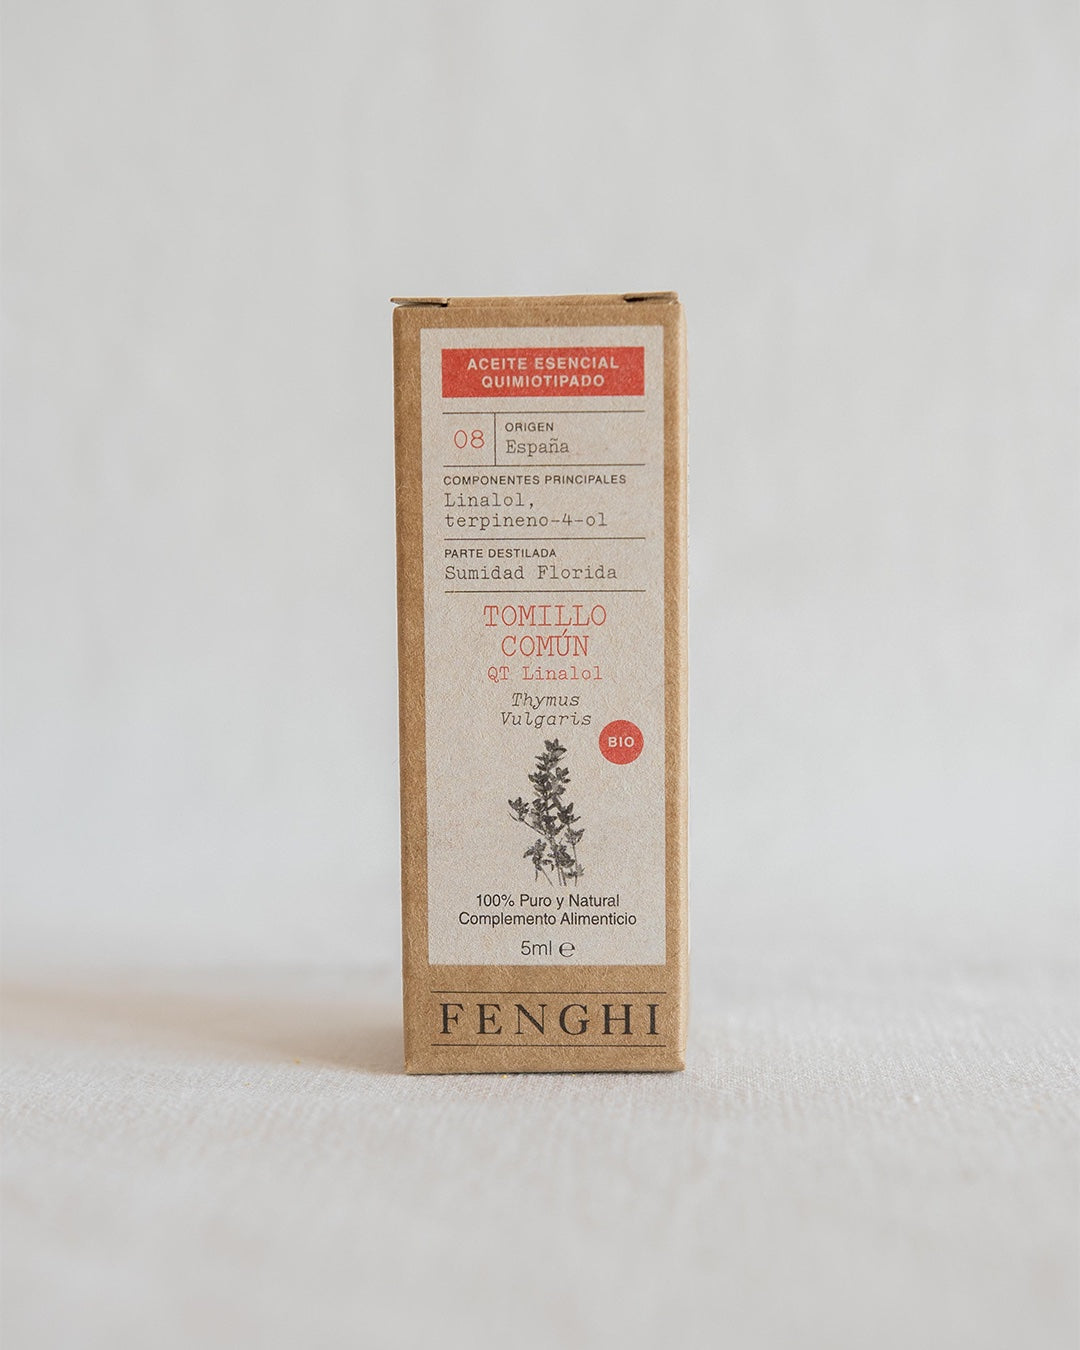 ACEITE ESENCIAL
QUIMIOTIPADO
08
ORIGEN
España
COMPONENTES PRINCIPALES
Linalol,
terpineno-4-ol
PARTE DESTILADA
Sumidad Florida
TOMILLO
COMÚN
QT Linalol
Thymus
Vulgaris
BIO
100% Puro y Natural
Complemento Alimenticio
5ml ℮
FENGHI